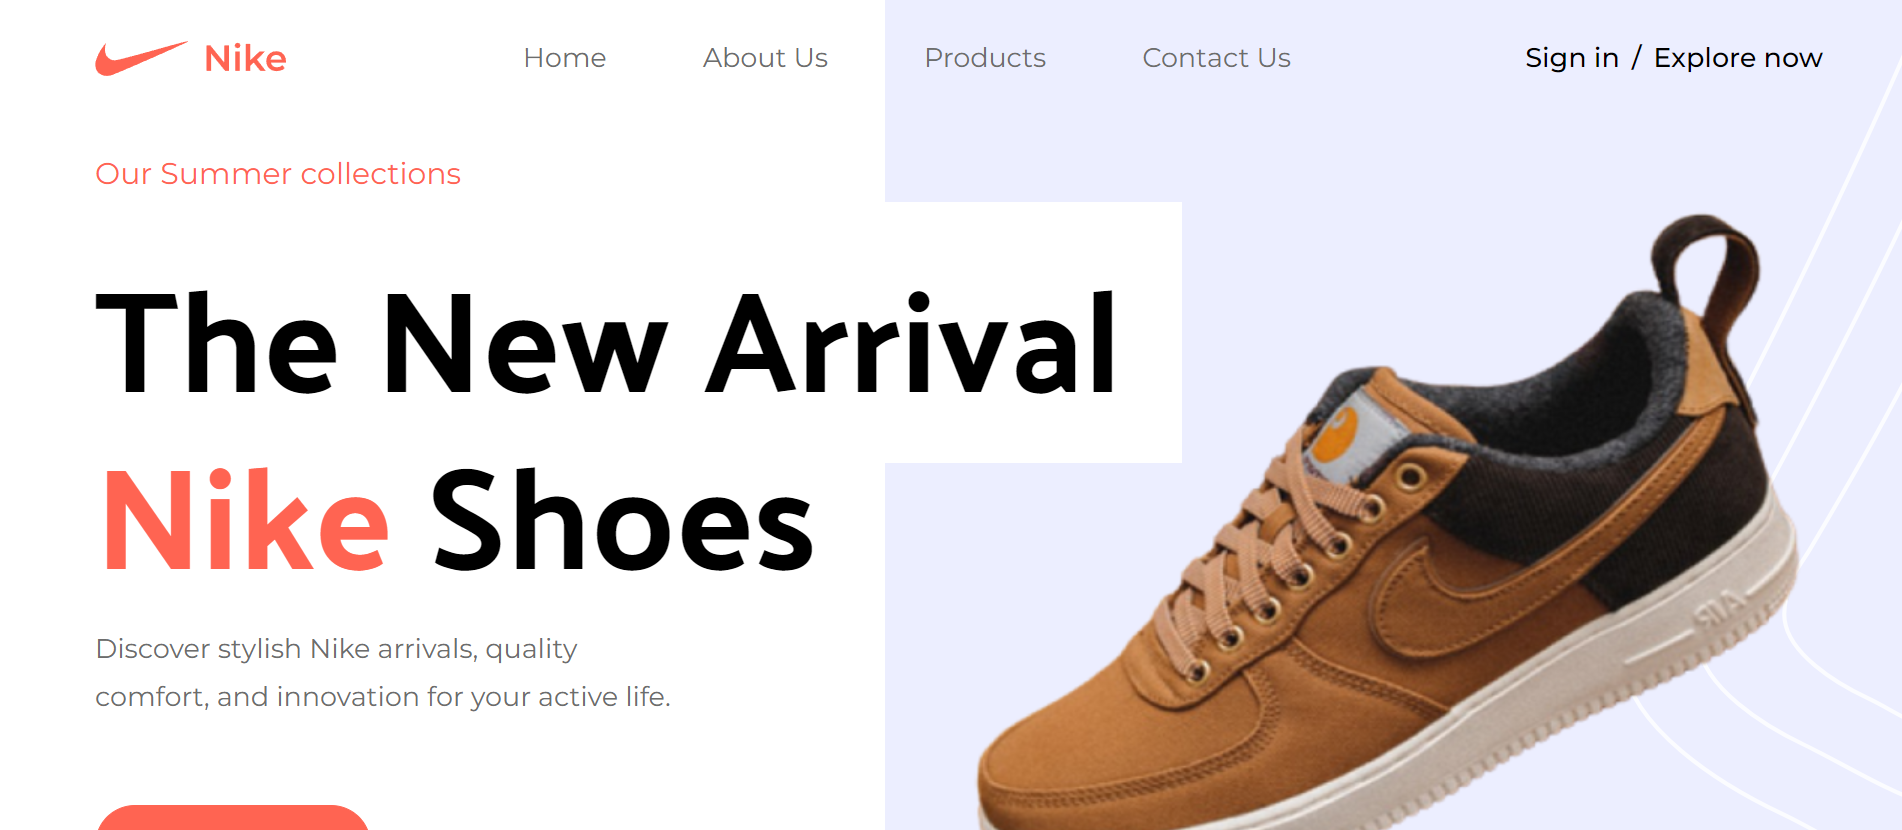 Nike
Home
About Us
Products
Contact Us
Sign in / Explore now
Our Summer collections
The New Arrival
Nike Shoes
Discover stylish Nike arrivals, quality
comfort, and innovation for your active life.
AIR